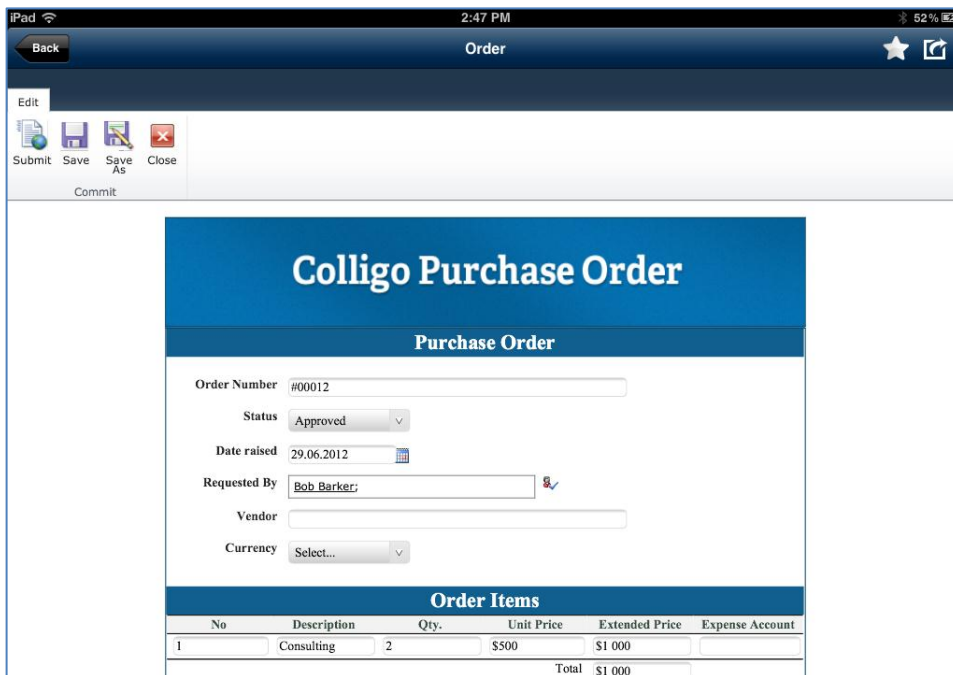 iPad 2:47 PM 52%
Back Order
Edit
Submit Save Save As Close
Commit
Colligo Purchase Order
Purchase Order
Order Number #00012
Status Approved
Date raised 29.06.2012
Requested By Bob Barker;
Vendor
Currency Select...
Order Items
No Description Qty. Unit Price Extended Price Expense Account
1 Consulting 2 $500 $1 000
Total $1 000